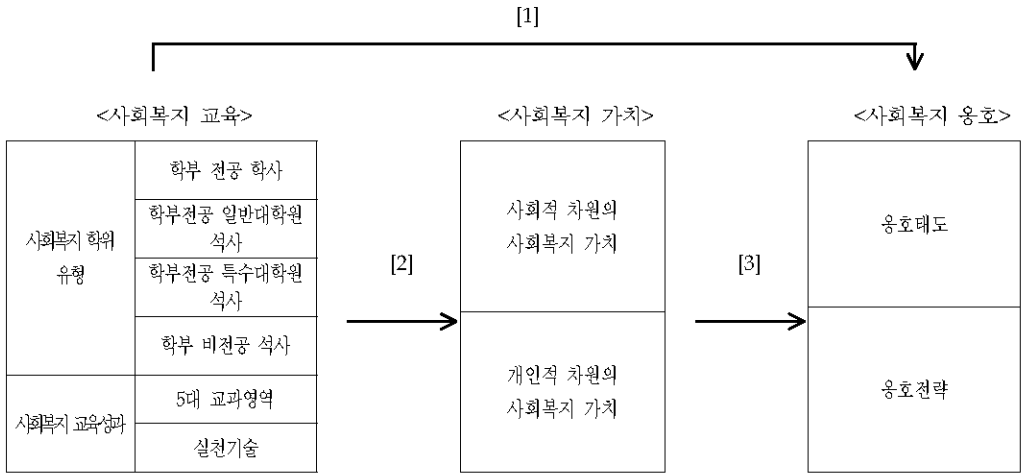 [1]
<사회복지 교육>
<사회복지 가치>
<사회복지 옹호>
사회복지 학위
유형
학부 전공 학사
학부전공 일반대학원
석사
학부전공 특수대학원
석사
학부 비전공 석사
사회복지 교육성과
5대 교과영역
실천기술
[2]
사회적 차원의
사회복지 가치
개인적 차원의
사회복지 가치
[3]
옹호태도
옹호전략